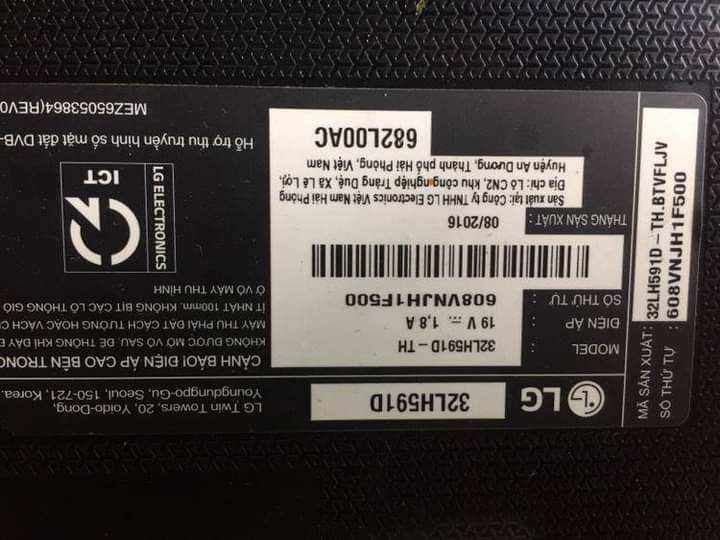 LG
32LH591D
LG Twin Towers, 20, Yoido-Dong,
Youngdungpo-Gu, Seoul, 150-721, Korea.
MODEL : 32LH591D-TH
ĐIỆN ÁP : 19 V ⎓ 1,8 A
SỐ THỨ TỰ : 608VNJH1F500
THÁNG SẢN XUẤT : 08/2016
Sản xuất tại: Công ty TNHH LG Electronics Việt Nam Hải Phòng
Địa chỉ: Lô CN2, khu công nghiệp Tràng Duệ, Xã Lê Lợi,
Huyện An Dương, Thành phố Hải Phòng, Việt Nam
682L00AC
CẢNH BÁO! ĐIỆN ÁP CAO BÊN TRONG
KHÔNG ĐƯỢC MỞ VỎ SAU. ĐỂ THÔNG KHÍ ĐẦY
MÁY THU PHẢI ĐẶT CÁCH TƯỜNG HOẶC VÁCH
ÍT NHẤT 100mm. KHÔNG BỊT CÁC LỖ THÔNG GIÓ
Ở VỎ MÁY THU HÌNH
LG ELECTRONICS
ICT
Hỗ trợ thu truyền hình số mặt đất DVB-
MEZ65053864(REV0
MÃ SẢN XUẤT: 32LH591D-TH.BTVFLJV
SỐ THỨ TỰ : 608VNJH1F500